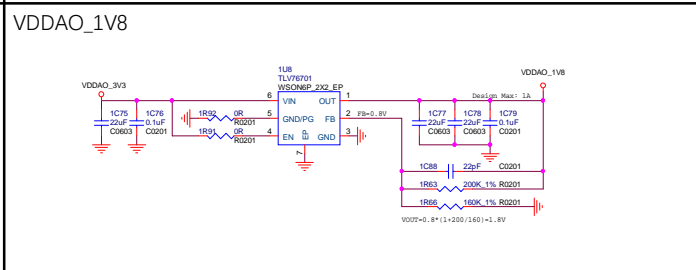 VDDAO_1V8
1U8
TLV76701
WSON6P_2X2_EP
VDDAO_3V3
VDDAO_1V8
6 VIN OUT 1
Design Max: 1A
1C75
22uF
C0603
1C76
0.1uF
C0201
1R92 0R
R0201
5 GND/PG FB 2
FB=0.8V
1C77
22uF
C0603
1C78
22uF
C0603
1C79
0.1uF
C0201
1R91 0R
R0201
4 EN EP GND 3
7
1C88 22pF C0201
1R63 200K_1% R0201
1R66 160K_1% R0201
VOUT=0.8*(1+200/160)=1.8V